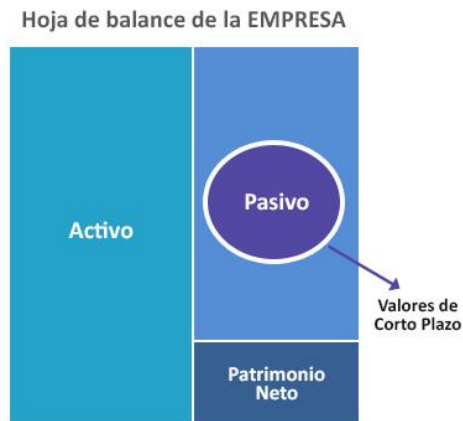 Hoja de balance de la EMPRESA
Activo
Pasivo
Valores de
Corto Plazo
Patrimonio
Neto